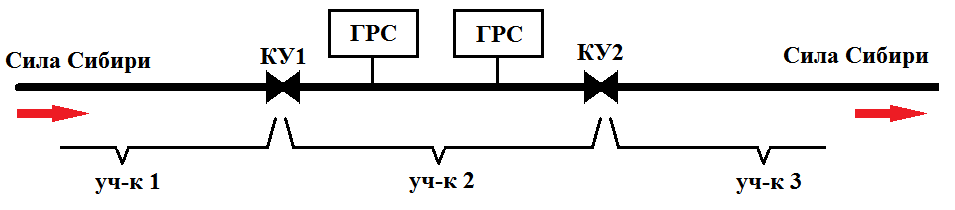 ГРС
ГРС
Сила Сибири
КУ1
КУ2
Сила Сибири
уч-к 1
уч-к 2
уч-к 3